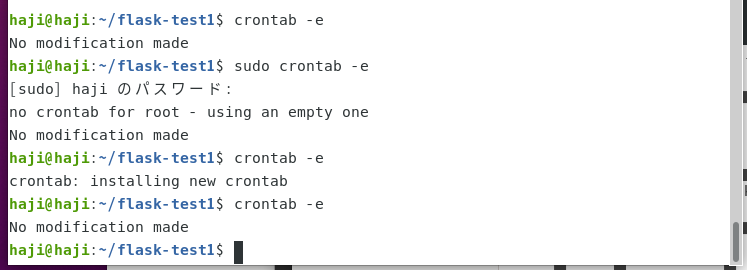 haji@haji:~/flask-test1$ crontab -e
No modification made
haji@haji:~/flask-test1$ sudo crontab -e
[sudo] haji のパスワード:
no crontab for root - using an empty one
No modification made
haji@haji:~/flask-test1$ crontab -e
crontab: installing new crontab
haji@haji:~/flask-test1$ crontab -e
No modification made
haji@haji:~/flask-test1$